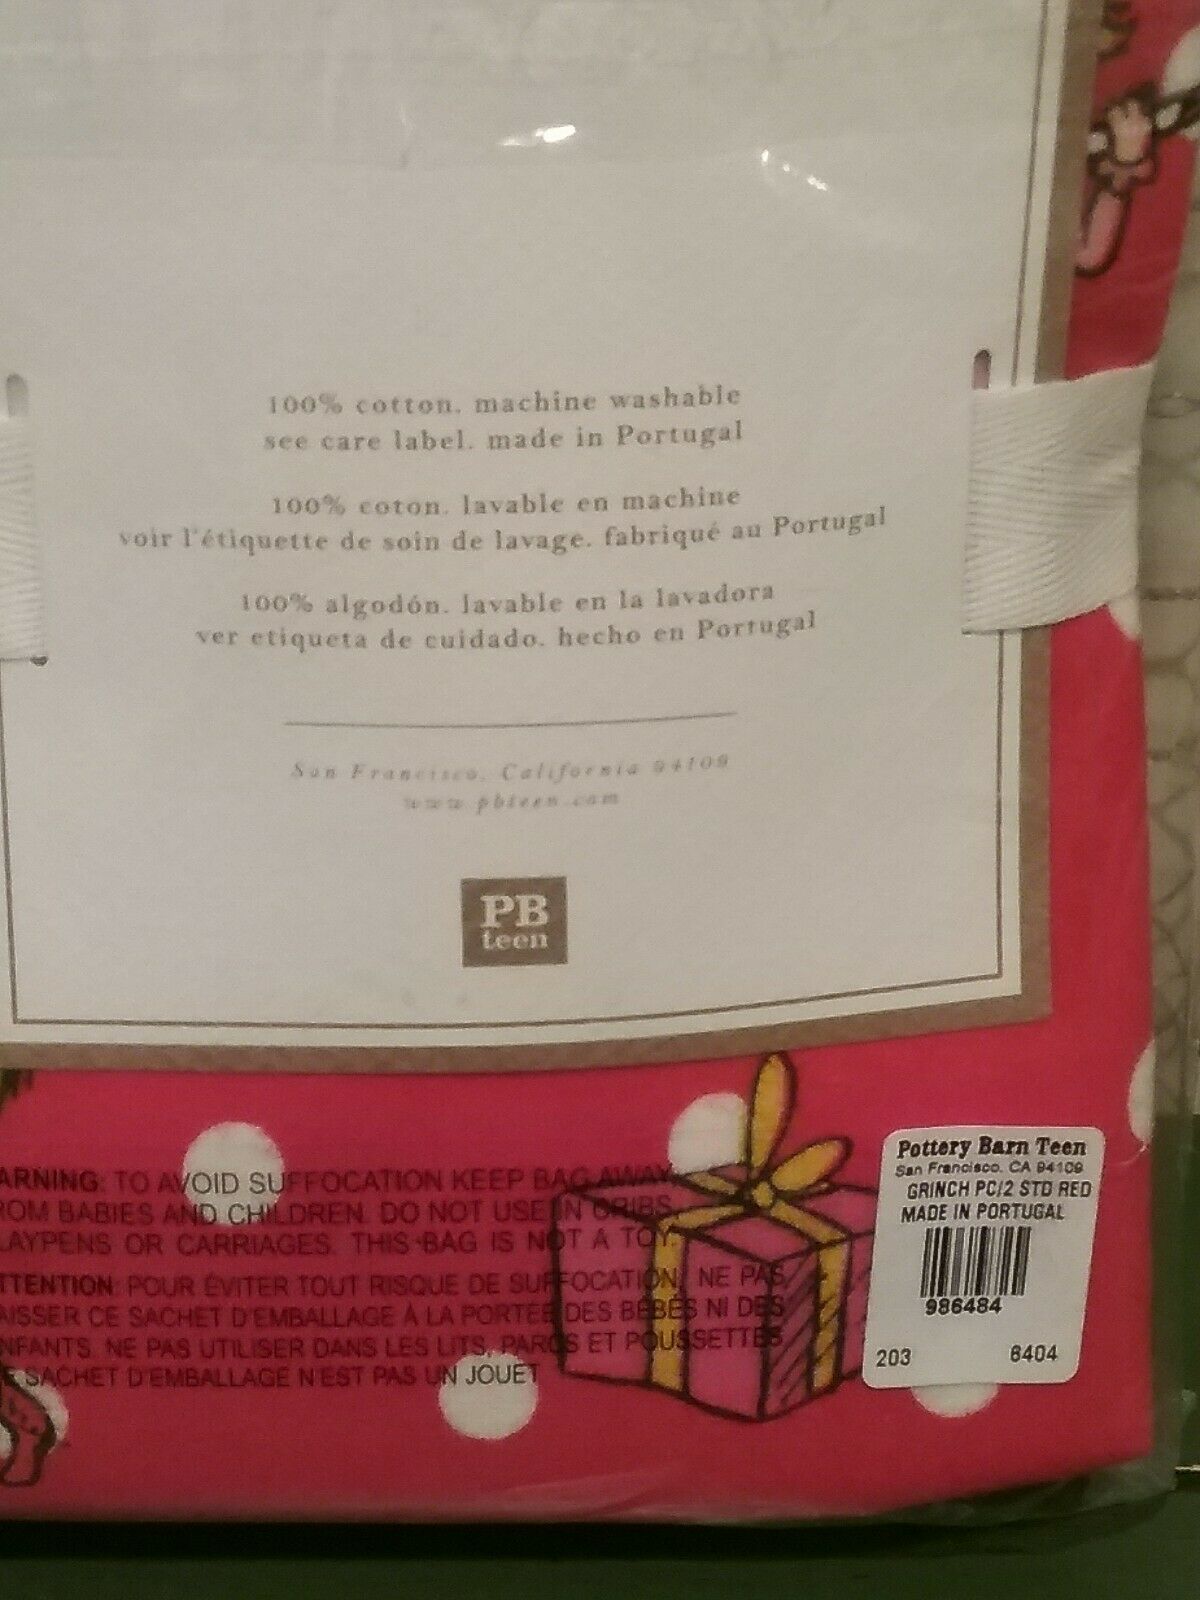 100% cotton. machine washable
see care label. made in Portugal
100% coton. lavable en machine
voir l'étiquette de soin de lavage. fabriqué au Portugal
100% algodón. lavable en la lavadora
ver etiqueta de cuidado. hecho en Portugal
San Francisco, California 94109
www.pbteen.com
PB
teen
ARNING: TO AVOID SUFFOCATION KEEP BAG AWAY
ROM BABIES AND CHILDREN. DO NOT USE IN CRIBS,
LAYPENS OR CARRIAGES. THIS BAG IS NOT A TOY.
TTENTION: POUR ÉVITER TOUT RISQUE DE SUFFOCATION, NE PAS
AISSER CE SACHET D'EMBALLAGE À LA PORTÉE DES BÉBÉS NI DES
NFANTS. NE PAS UTILISER DANS LES LITS, PARCS ET POUSSETTES
E SACHET D'EMBALLAGE N'EST PAS UN JOUET
Pottery Barn Teen
San Francisco, CA 94109
GRINCH PC/2 STD RED
MADE IN PORTUGAL
986484
203 6404